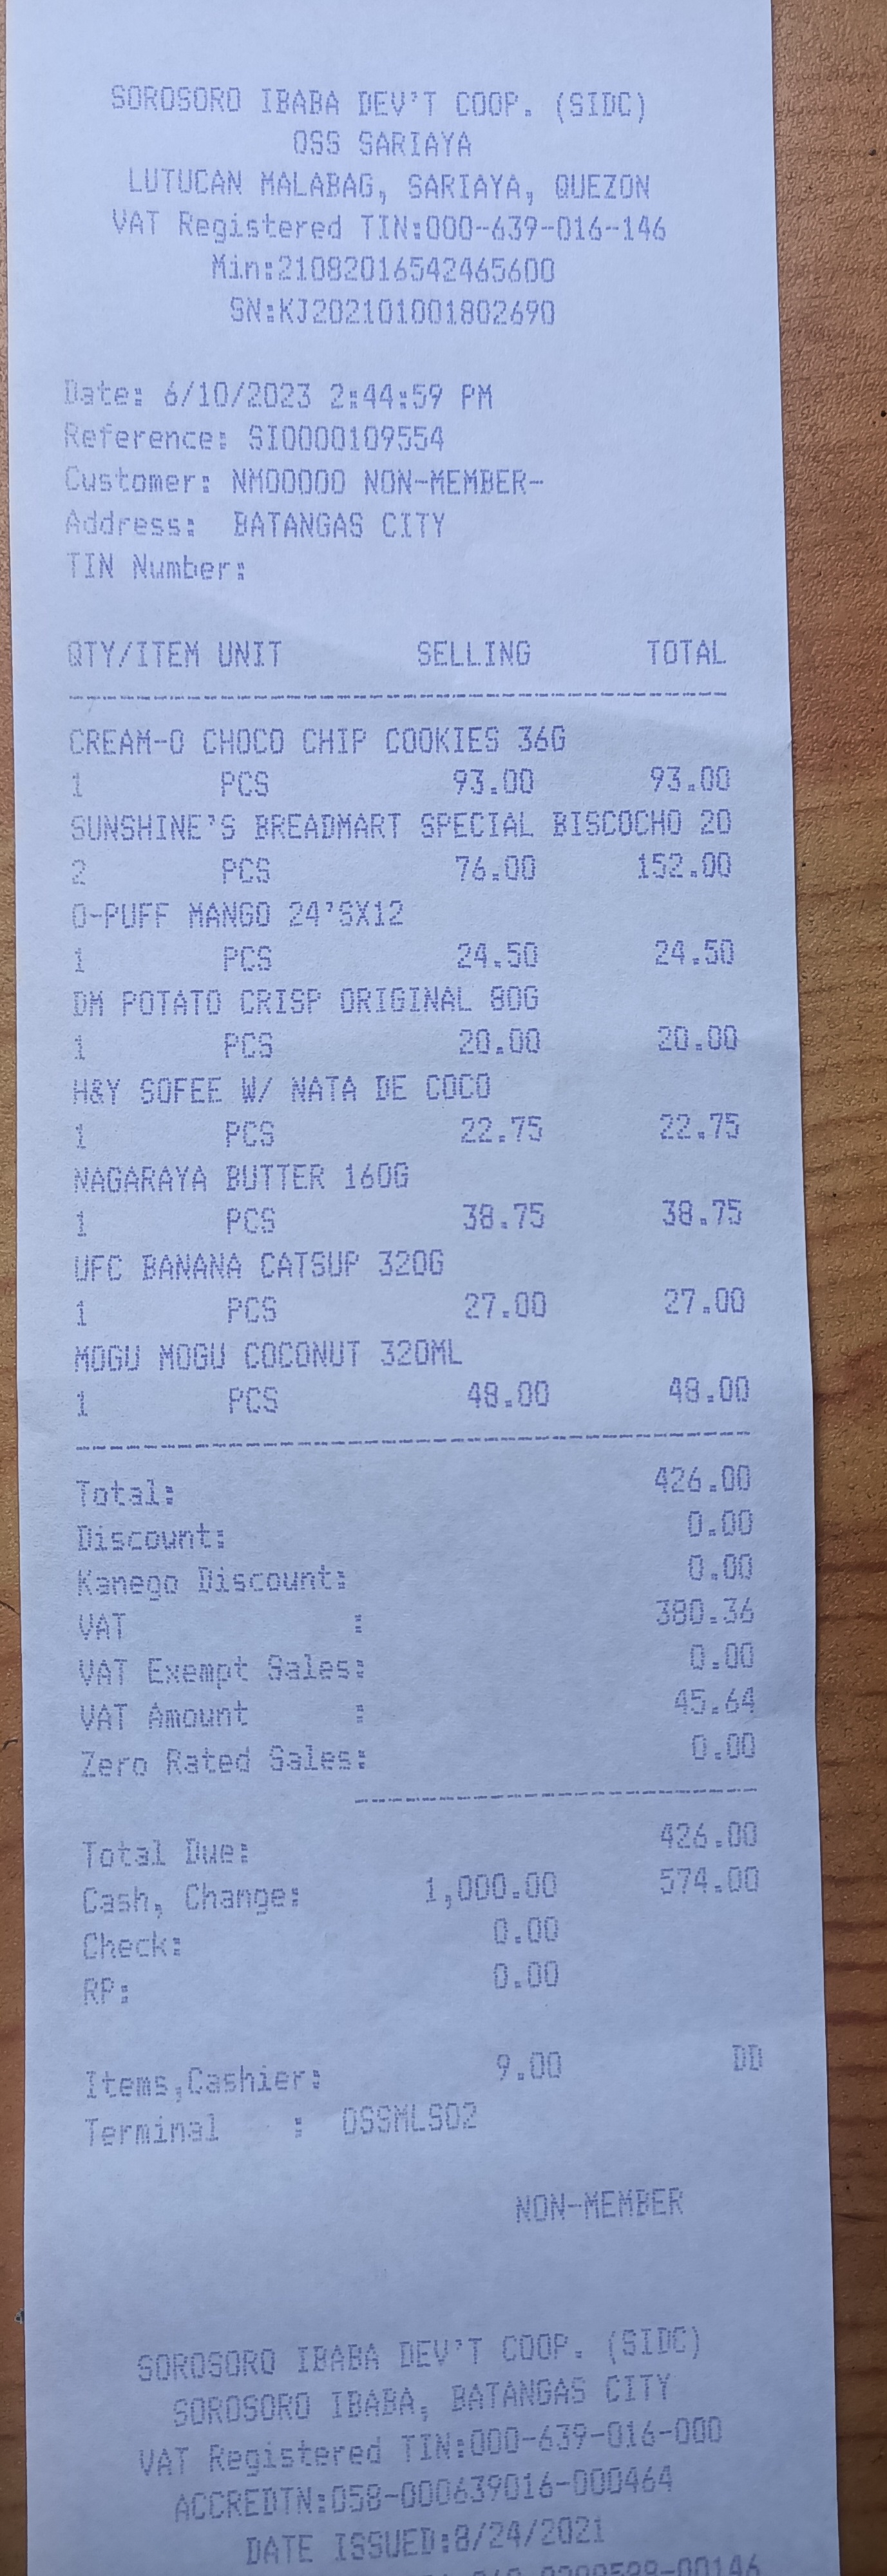 SOROSORO IBABA DEV'T COOP. (SIDC)
OSS SARIAYA
LUTUCAN MALABAG, SARIAYA, QUEZON
VAT Registered TIN:000-639-016-146
Min:21082016542465600
SN:KJ202101001802690
Date: 6/10/2023 2:44:59 PM
Reference: SI0000109554
Customer: NM00000 NON-MEMBER-
Address: BATANGAS CITY
TIN Number:
QTY/ITEM UNIT SELLING TOTAL
CREAM-O CHOCO CHIP COOKIES 36G
1 PCS 93.00 93.00
SUNSHINE'S BREADMART SPECIAL BISCOCHO 20
2 PCS 76.00 152.00
O-PUFF MANGO 24'SX12
1 PCS 24.50 24.50
DM POTATO CRISP ORIGINAL 80G
1 PCS 20.00 20.00
H&Y SOFEE W/ NATA DE COCO
1 PCS 22.75 22.75
NAGARAYA BUTTER 160G
1 PCS 38.75 38.75
UFC BANANA CATSUP 320G
1 PCS 27.00 27.00
MOGU MOGU COCONUT 320ML
1 PCS 48.00 48.00
Total: 426.00
Discount: 0.00
Kanego Discount: 0.00
VAT : 380.36
VAT Exempt Sales: 0.00
VAT Amount : 45.64
Zero Rated Sales: 0.00
Total Due: 426.00
Cash, Change: 1,000.00 574.00
Check: 0.00
RP: 0.00
Items,Cashier: 9.00 DD
Terminal : OSSMLS02
NON-MEMBER
SOROSORO IBABA DEV'T COOP. (SIDC)
SOROSORO IBABA, BATANGAS CITY
VAT Registered TIN:000-639-016-000
ACCREDTN:058-000639016-000464
DATE ISSUED:8/24/2021